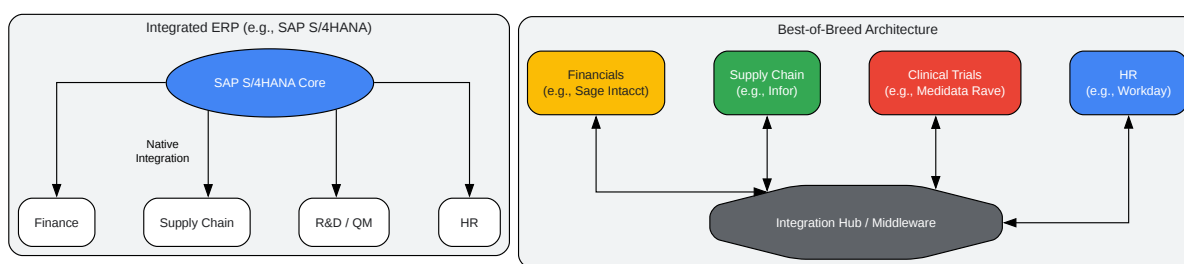 Integrated ERP (e.g., SAP S/4HANA)
SAP S/4HANA Core
Native
Integration
Finance
Supply Chain
R&D / QM
HR
Best-of-Breed Architecture
Financials
(e.g., Sage Intacct)
Supply Chain
(e.g., Infor)
Clinical Trials
(e.g., Medidata Rave)
HR
(e.g., Workday)
Integration Hub / Middleware